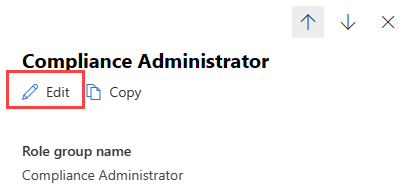 Compliance Administrator
Edit Copy
Role group name
Compliance Administrator